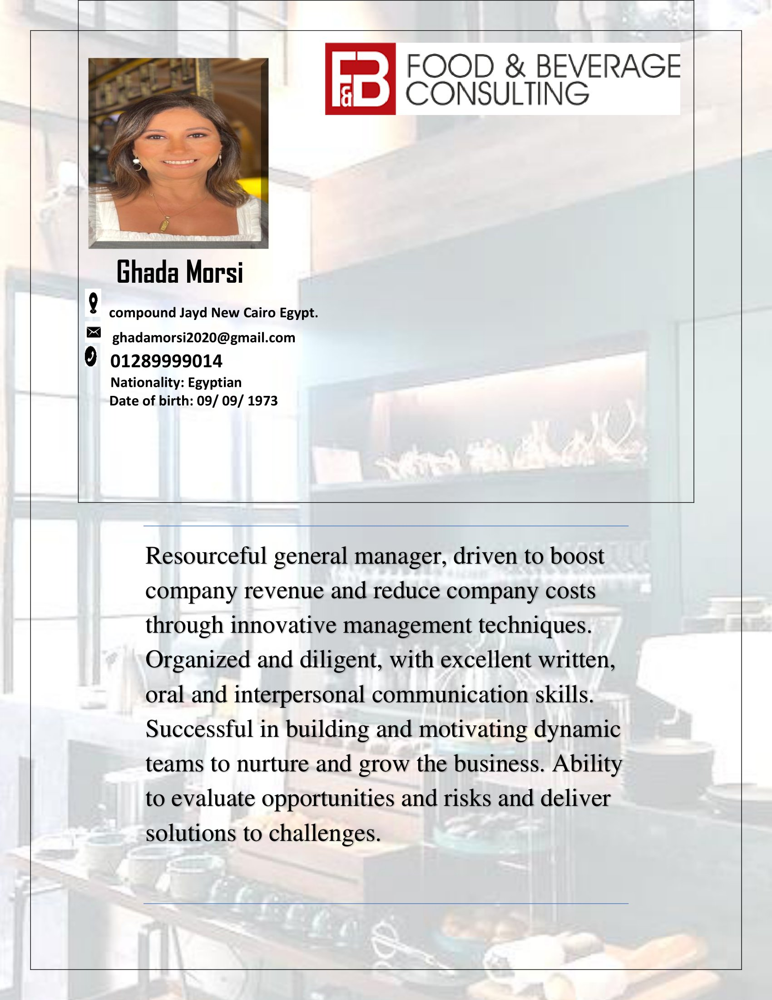 F&B
FOOD & BEVERAGE
CONSULTING
Ghada Morsi
compound Jayd New Cairo Egypt.
ghadamorsi2020@gmail.com
01289999014
Nationality: Egyptian
Date of birth: 09/ 09/ 1973
Resourceful general manager, driven to boost
company revenue and reduce company costs
through innovative management techniques.
Organized and diligent, with excellent written,
oral and interpersonal communication skills.
Successful in building and motivating dynamic
teams to nurture and grow the business. Ability
to evaluate opportunities and risks and deliver
solutions to challenges.